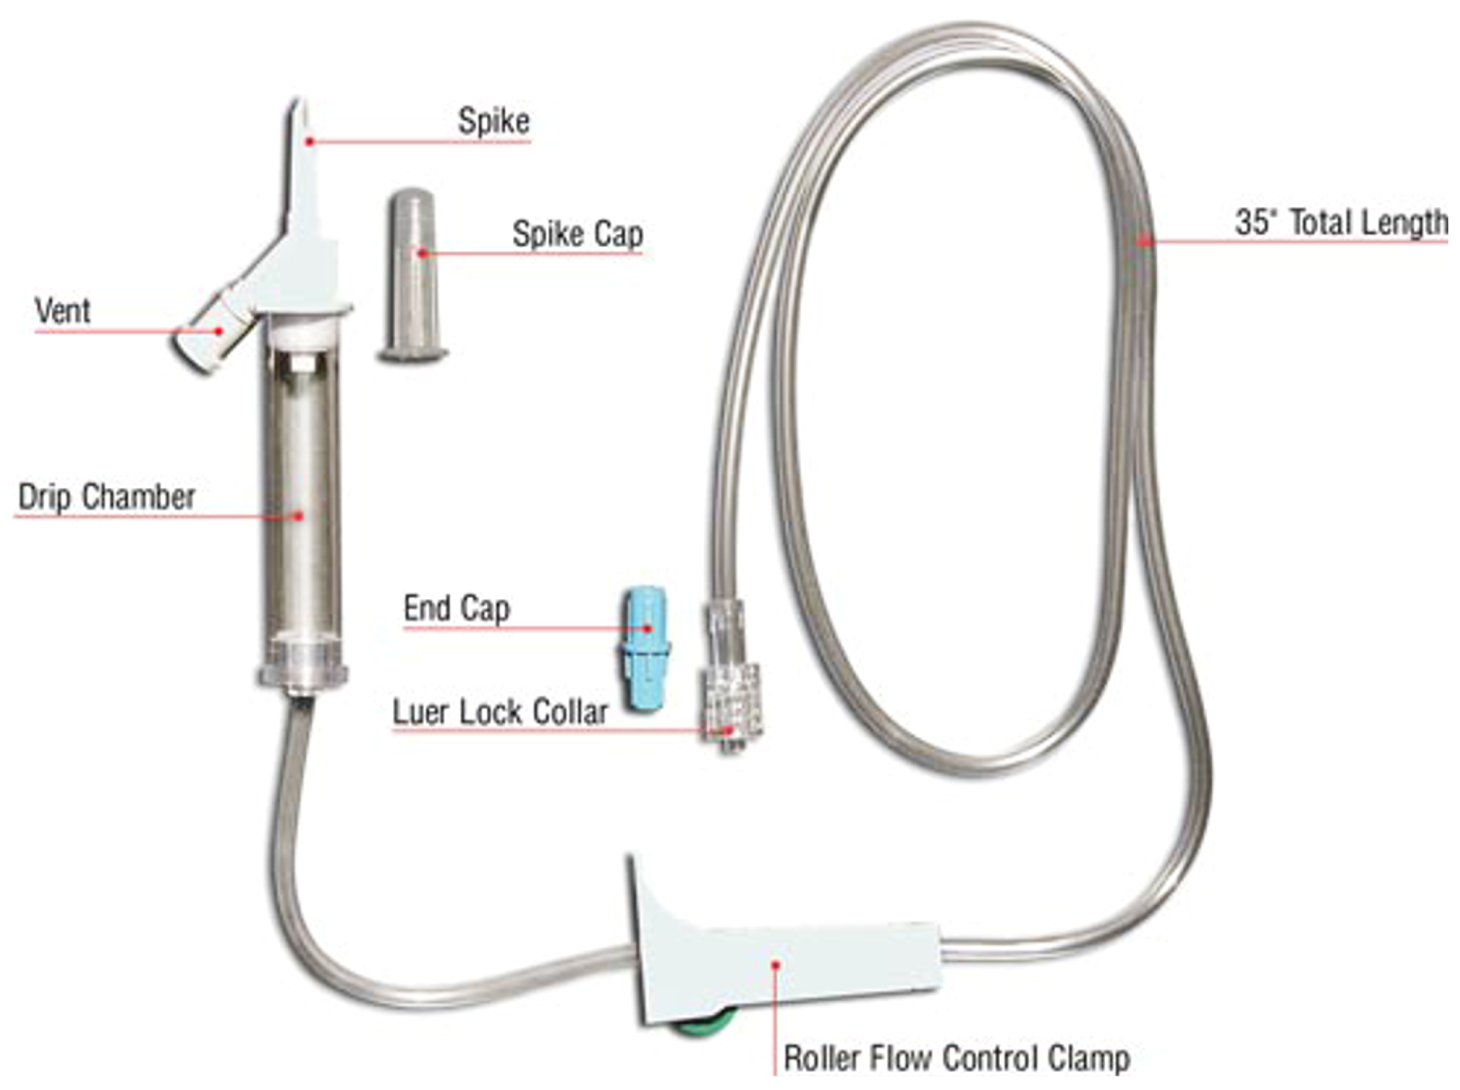 Spike
Spike Cap
35" Total Length
Vent
Drip Chamber
End Cap
Luer Lock Collar
Roller Flow Control Clamp